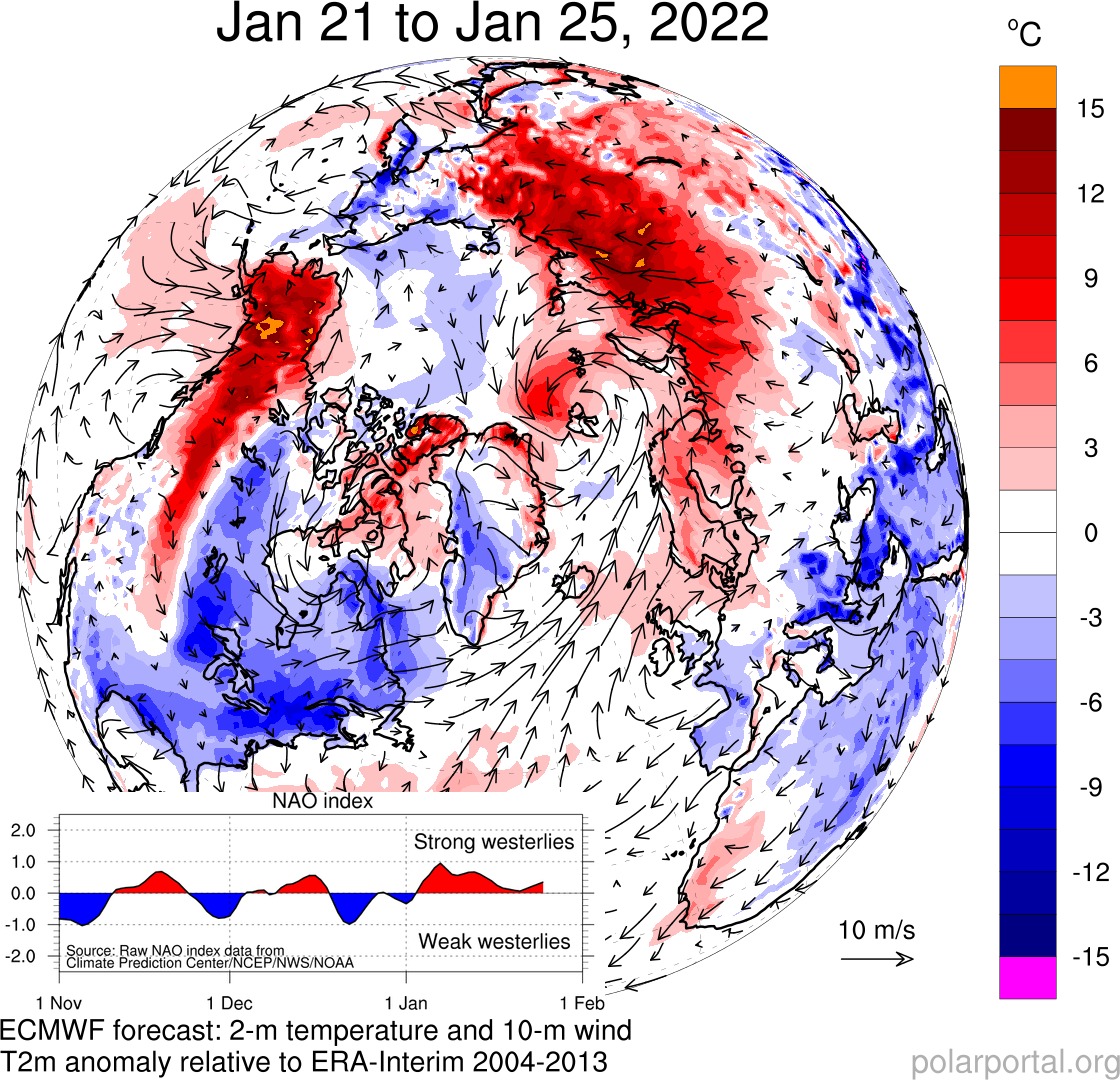 Jan 21 to Jan 25, 2022
oC
15
12
9
6
3
0
-3
-6
-9
-12
-15
NAO index
2.0
1.0
0.0
-1.0
-2.0
Strong westerlies
Weak westerlies
Source: Raw NAO index data from
Climate Prediction Center/NCEP/NWS/NOAA
1 Nov 1 Dec 1 Jan 1 Feb
10 m/s
ECMWF forecast: 2-m temperature and 10-m wind
T2m anomaly relative to ERA-Interim 2004-2013
polarportal.org